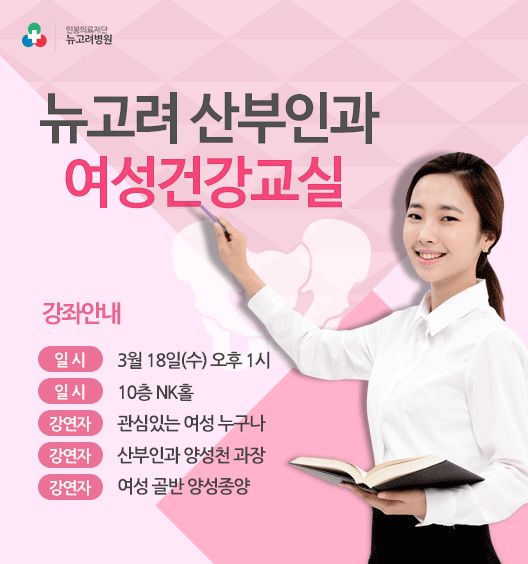 인봉의료재단
뉴고려병원
뉴고려 산부인과
여성건강교실
강좌안내
일 시 3월 18일(수) 오후 1시
일 시 10층 NK홀
강연자 관심있는 여성 누구나
강연자 산부인과 양성천 과장
강연자 여성 골반 양성종양